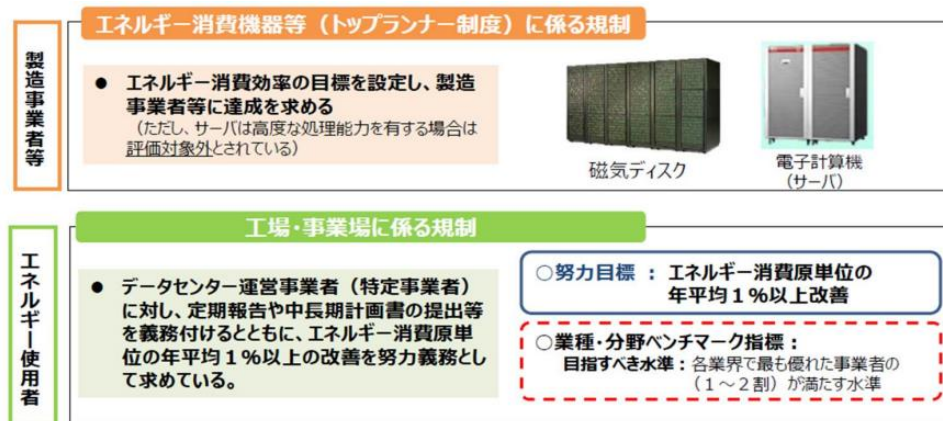 エネルギー消費機器等（トップランナー制度）に係る規制
製造事業者等
● エネルギー消費効率の目標を設定し、製造
事業者等に達成を求める
（ただし、サーバは高度な処理能力を有する場合は
評価対象外とされている）
磁気ディスク
電子計算機
（サーバ）
工場・事業場に係る規制
エネルギー使用者
● データセンター運営事業者（特定事業者）
に対し、定期報告や中長期計画書の提出等
を義務付けるとともに、エネルギー消費原単
位の年平均１％以上の改善を努力義務とし
て求めている。
○努力目標 ： エネルギー消費原単位の
年平均１％以上改善
○業種・分野ベンチマーク指標：
目指すべき水準：各業界で最も優れた事業者の
（１～２割）が満たす水準